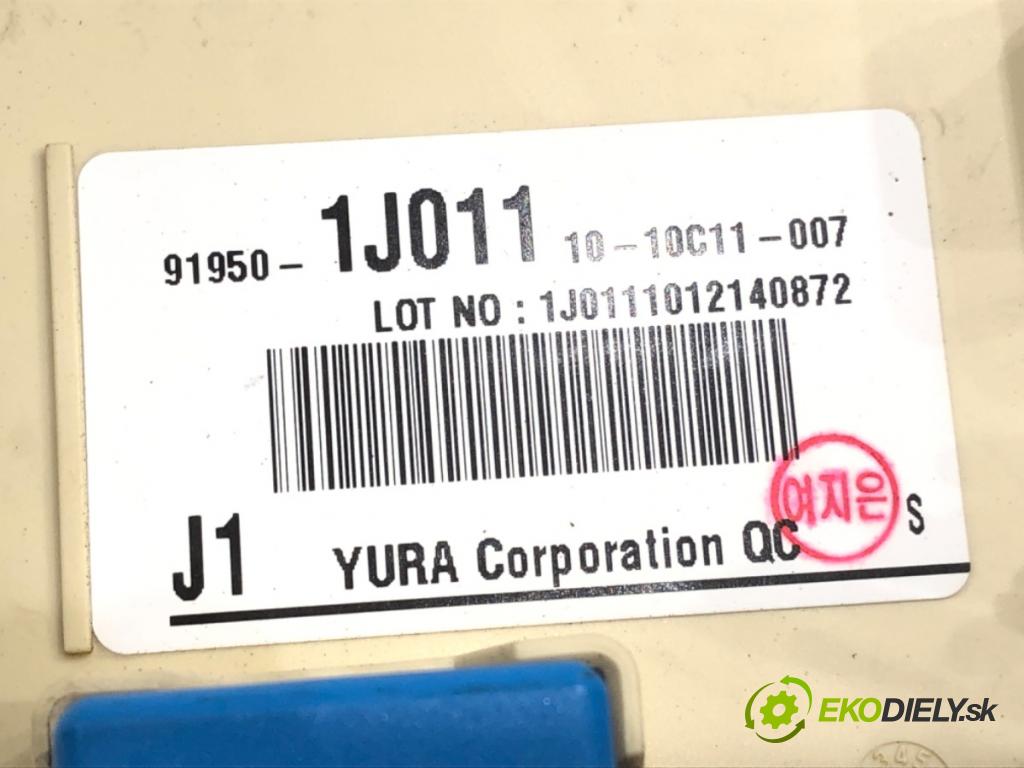 91950- 1J011 10-10C11-007
LOT NO : 1J0111012140872
여지은
J1 YURA Corporation QC S
EKODIELY.sk